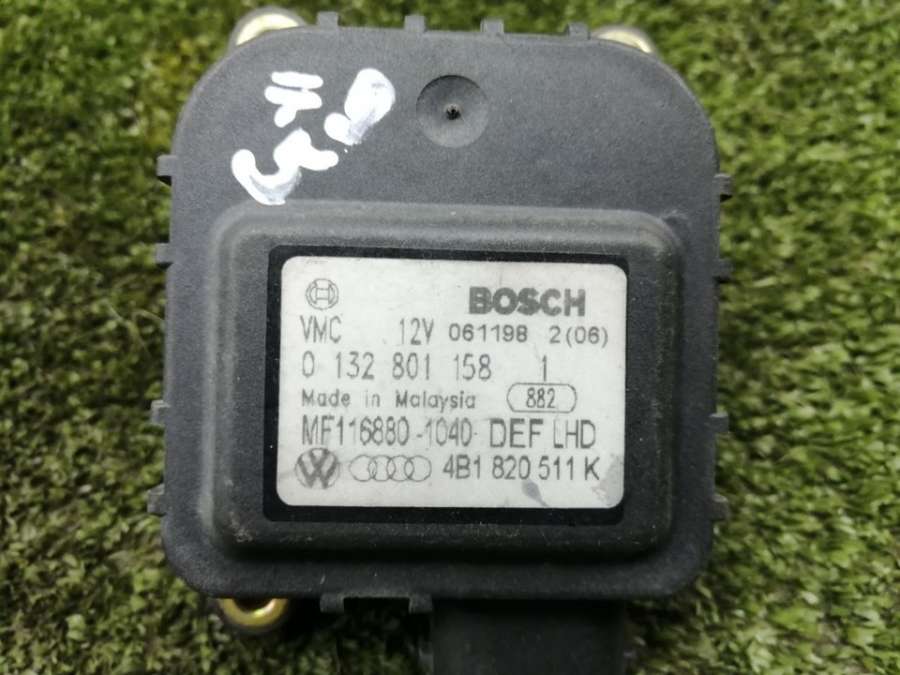 BOSCH
VMC 12V 061198 2(06)
0 132 801 158 1
Made in Malaysia 882
MF116880-1040 DEF LHD
4B1 820 511 K